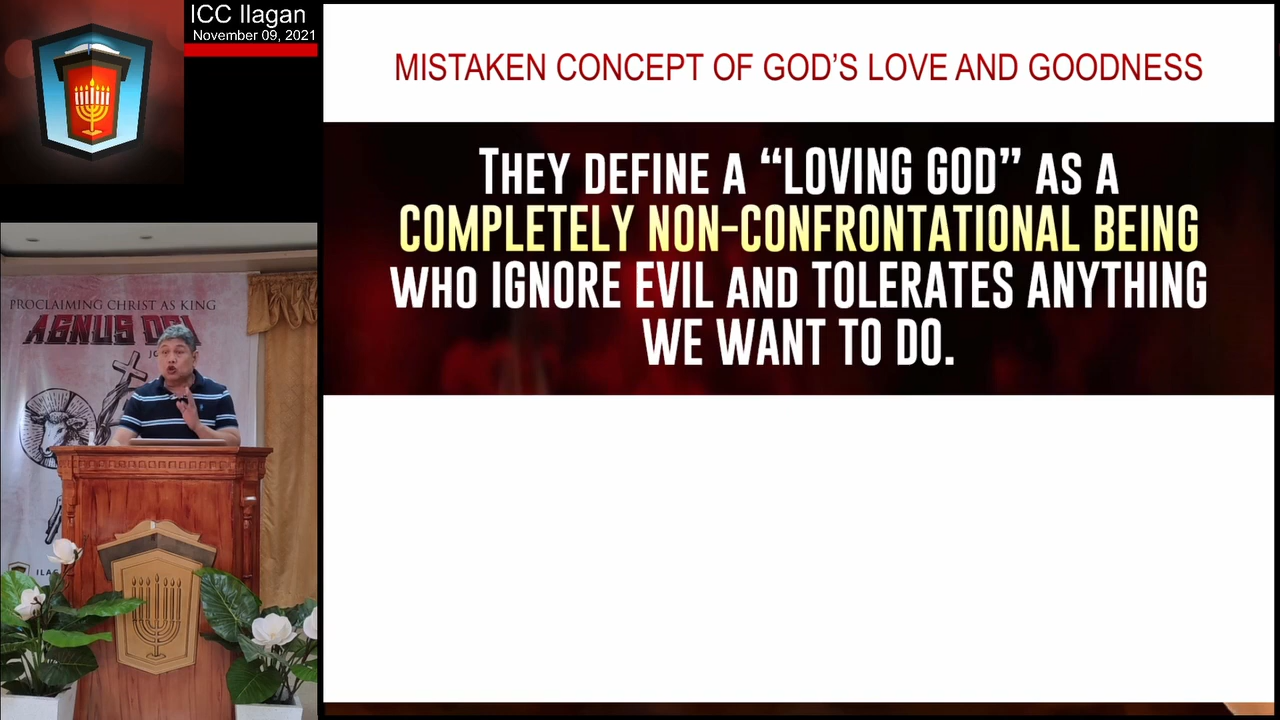 ICC Ilagan
November 09, 2021
MISTAKEN CONCEPT OF GOD'S LOVE AND GOODNESS
THEY DEFINE A “LOVING GOD” AS A
COMPLETELY NON-CONFRONTATIONAL BEING
WHO IGNORE EVIL AND TOLERATES ANYTHING
WE WANT TO DO.
PROCLAIMING CHRIST AS KING
AGNUS DEI